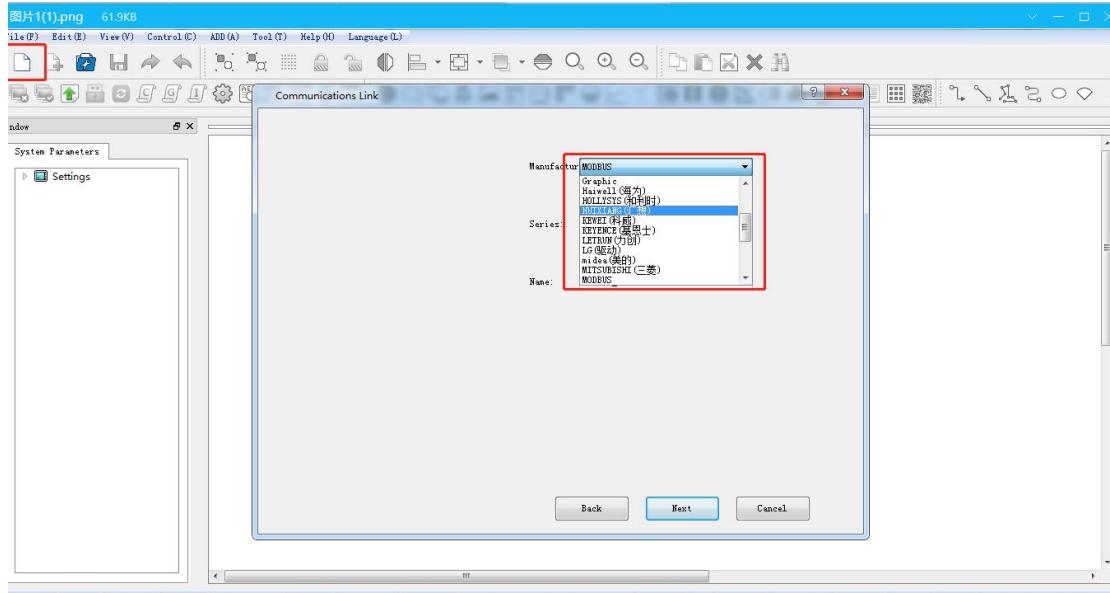 图片1(1).png 61.9KB
ile(F) Edit(E) View(V) Control(C) ADD(A) Tool(T) Help(H) Language(L)
Communications Link
ndow
System Parameters
Settings
Manufactur
MODBUS
Graphic
Haiwell(海为)
HOLLYSYS(和利时)
KEWEI(科威)
KEYENCE(基恩士)
LETRUN(力创)
LG(驱动)
midea(美的)
MITSUBISHI(三菱)
MODBUS
Series:
Name:
Back Next Cancel